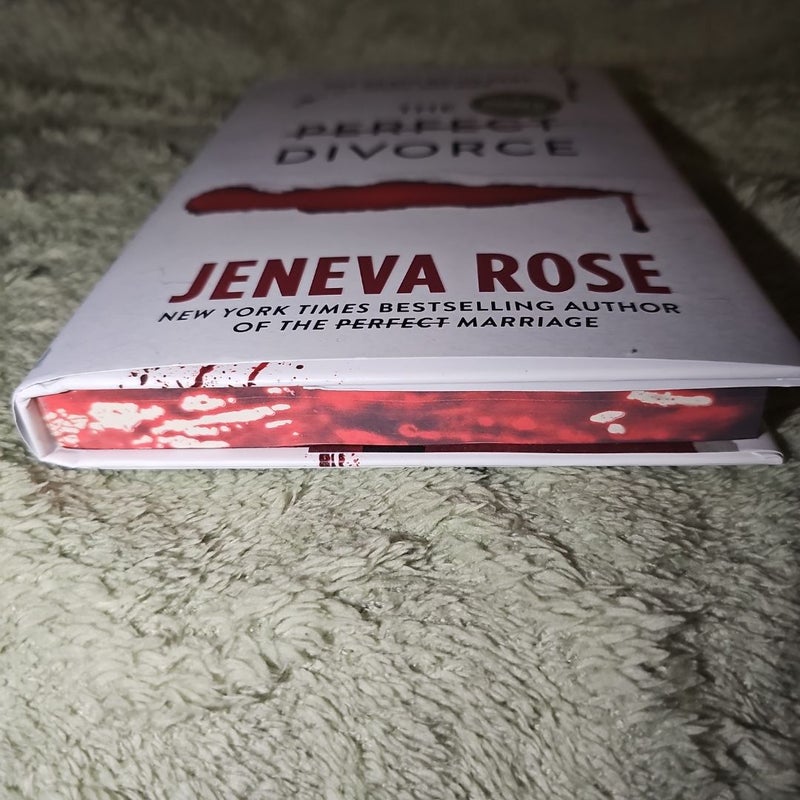 THE
PERFECT
DIVORCE
JENEVA ROSE
NEW YORK TIMES BESTSELLING AUTHOR
OF THE PERFECT MARRIAGE